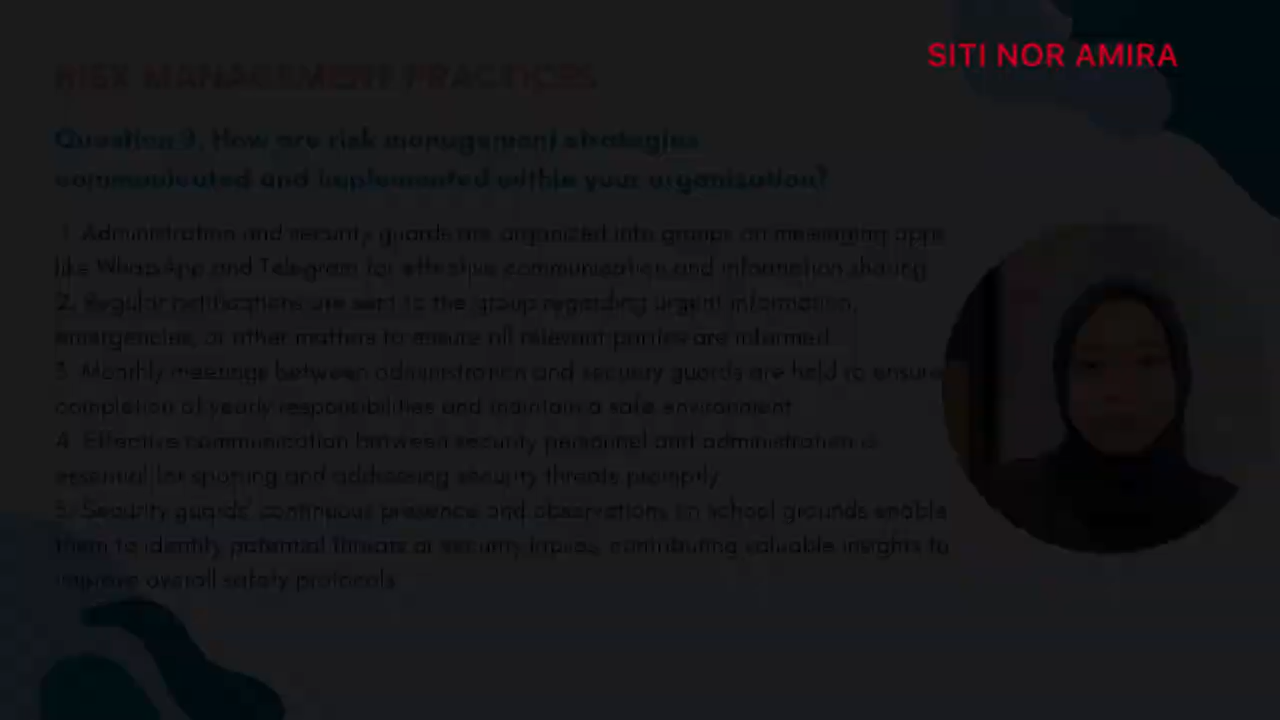 SITI NOR AMIRA
RISK MANAGEMENT PRACTICES
Question 3. How are risk management strategies
communicated and implemented within your organisation?
1. Administration and security guards are organized into groups on messaging apps
like WhatsApp and Telegram for effective communication and information sharing.
2. Regular notifications are sent to the group regarding urgent information,
emergencies, or other matters to ensure all relevant parties are informed.
3. Monthly meetings between administration and security guards are held to ensure
completion of yearly responsibilities and maintain a safe environment.
4. Effective communication between security personnel and administration is
essential for spotting and addressing security threats promptly.
5. Security guards' continuous presence and observations on school grounds enable
them to identify potential threats or security lapses, contributing valuable insights to
improve overall safety protocols.